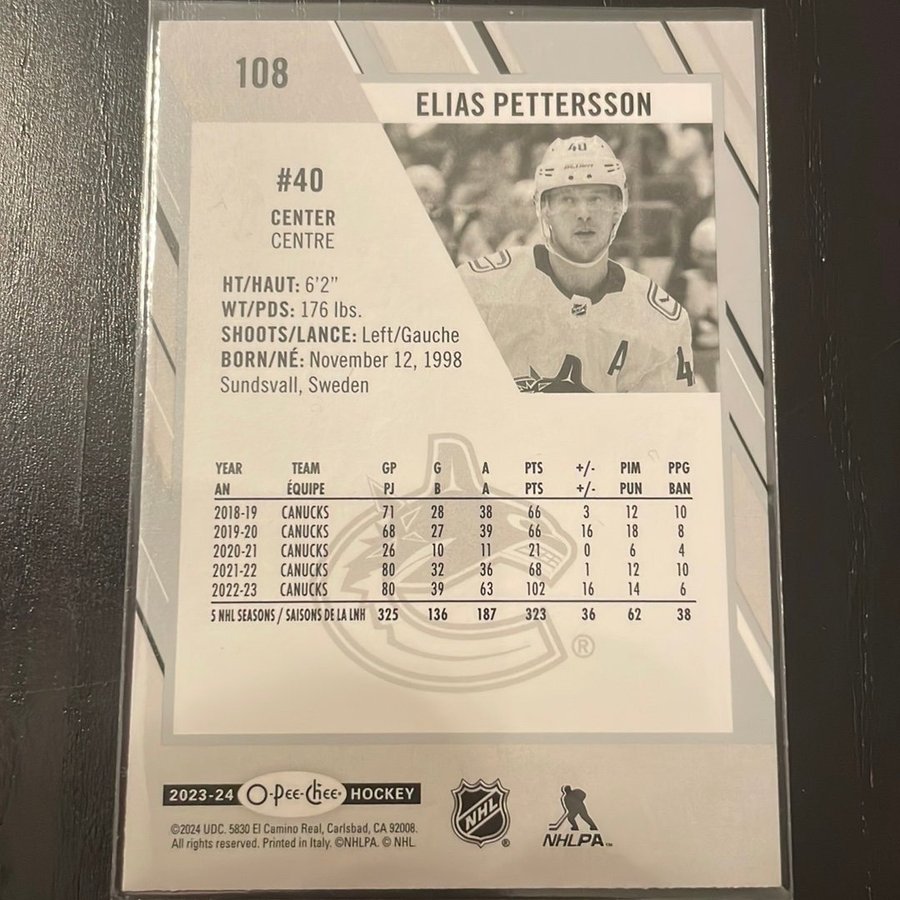 108
ELIAS PETTERSSON
40
#40
CENTER
CENTRE
HT/HAUT: 6'2"
WT/PDS: 176 lbs.
SHOOTS/LANCE: Left/Gauche
BORN/NÉ: November 12, 1998
Sundsvall, Sweden
A
4
YEAR TEAM GP G A PTS +/- PIM PPG
AN ÉQUIPE PJ B A PTS +/- PUN BAN
2018-19 CANUCKS 71 28 38 66 3 12 10
2019-20 CANUCKS 68 27 39 66 16 18 8
2020-21 CANUCKS 26 10 11 21 0 6 4
2021-22 CANUCKS 80 32 36 68 1 12 10
2022-23 CANUCKS 80 39 63 102 16 14 6
5 NHL SEASONS / SAISONS DE LA LNH 325 136 187 323 36 62 38
®
2023-24 O-Pee-Chee® HOCKEY
©2024 UDC. 5830 El Camino Real, Carlsbad, CA 92008.
All rights reserved. Printed in Italy. ©NHLPA. © NHL.
NHL®
NHLPA™